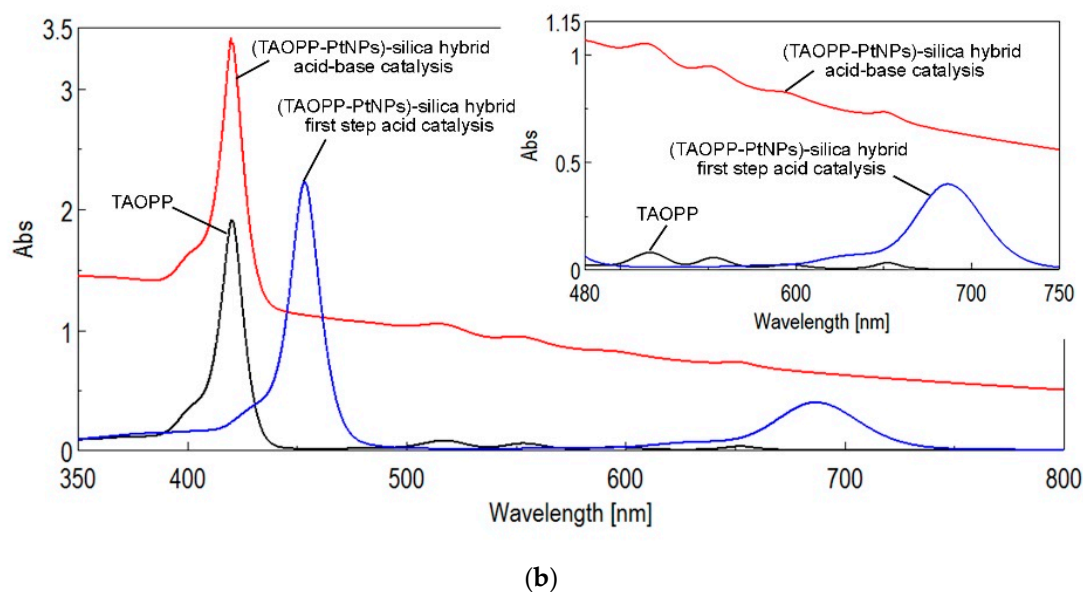 3.5
3
2
1
0
Abs
350
400
500
600
700
800
Wavelength [nm]
(TAOPP-PtNPs)-silica hybrid
acid-base catalysis
(TAOPP-PtNPs)-silica hybrid
first step acid catalysis
TAOPP
1.15
1
0.5
0
Abs
480
600
700
750
Wavelength [nm]
(TAOPP-PtNPs)-silica hybrid
acid-base catalysis
(TAOPP-PtNPs)-silica hybrid
first step acid catalysis
TAOPP
(b)